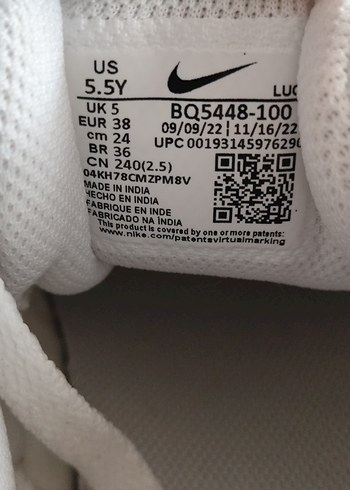 US
5.5Y
LUC
UK 5
EUR 38
cm 24
BR 36
CN 240(2.5)
BQ5448-100
09/09/22 | 11/16/22
UPC 00193145976290
04KH78CMZPM8V
MADE IN INDIA
HECHO EN INDIA
FABRIQUE EN INDE
FABRICADO NA ÍNDIA
This product is covered by one or more patents:
www.nike.com/patentsvirtualmarking